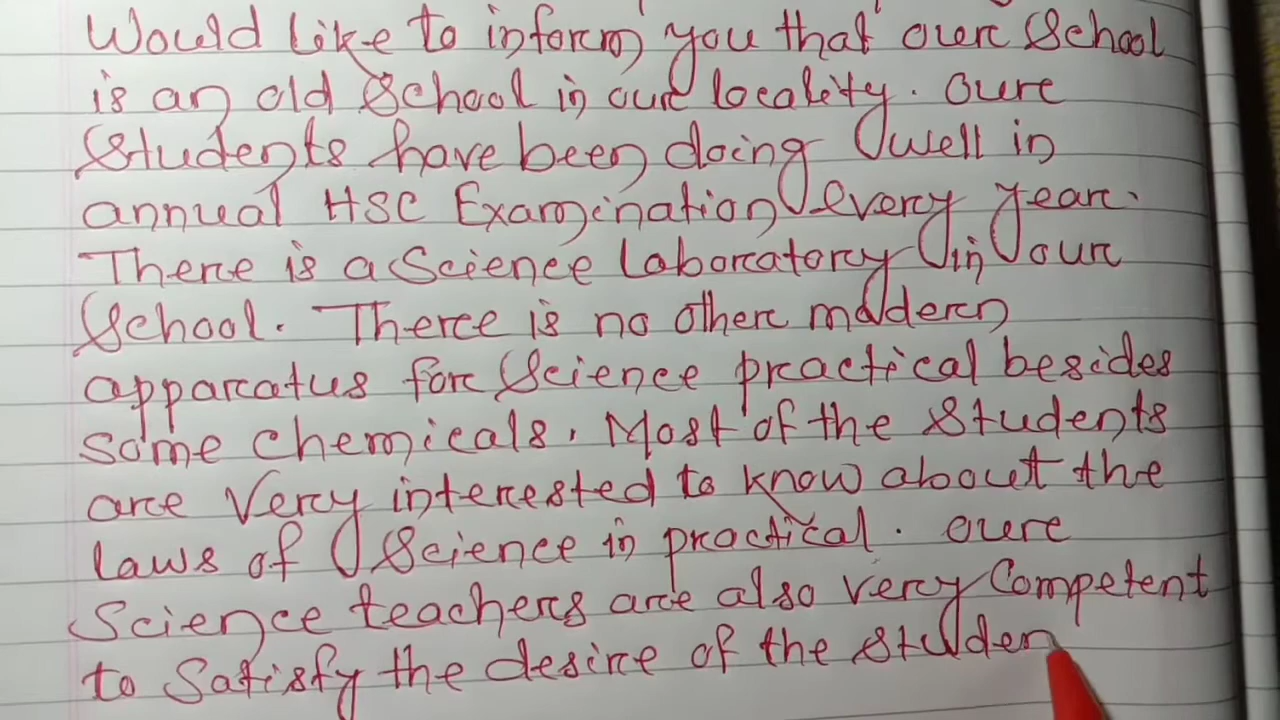 Would like to inform you that our School
is an old School in our locality. Our
Students have been doing well in
annual HSC Examination every year.
There is a Science Laboratory in our
School. There is no other modern
apparatus for Science practical besides
some chemicals. Most of the Students
are very interested to know about the
laws of Science in practical. Our
Science teachers are also very Competent
to Satisfy the desire of the studen